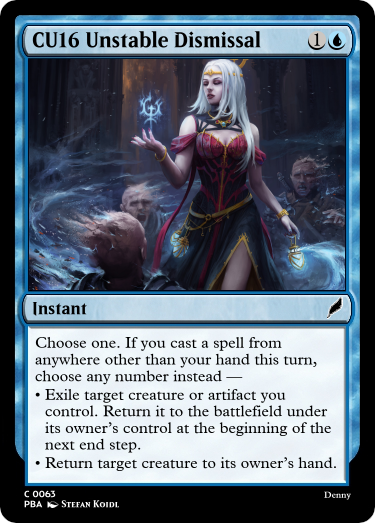 CU16 Unstable Dismissal 1
Instant
Choose one. If you cast a spell from
anywhere other than your hand this turn,
choose any number instead —
• Exile target creature or artifact you
control. Return it to the battlefield under
its owner's control at the beginning of the
next end step.
• Return target creature to its owner's hand.
C 0063 Denny
PBA Stefan Koidl